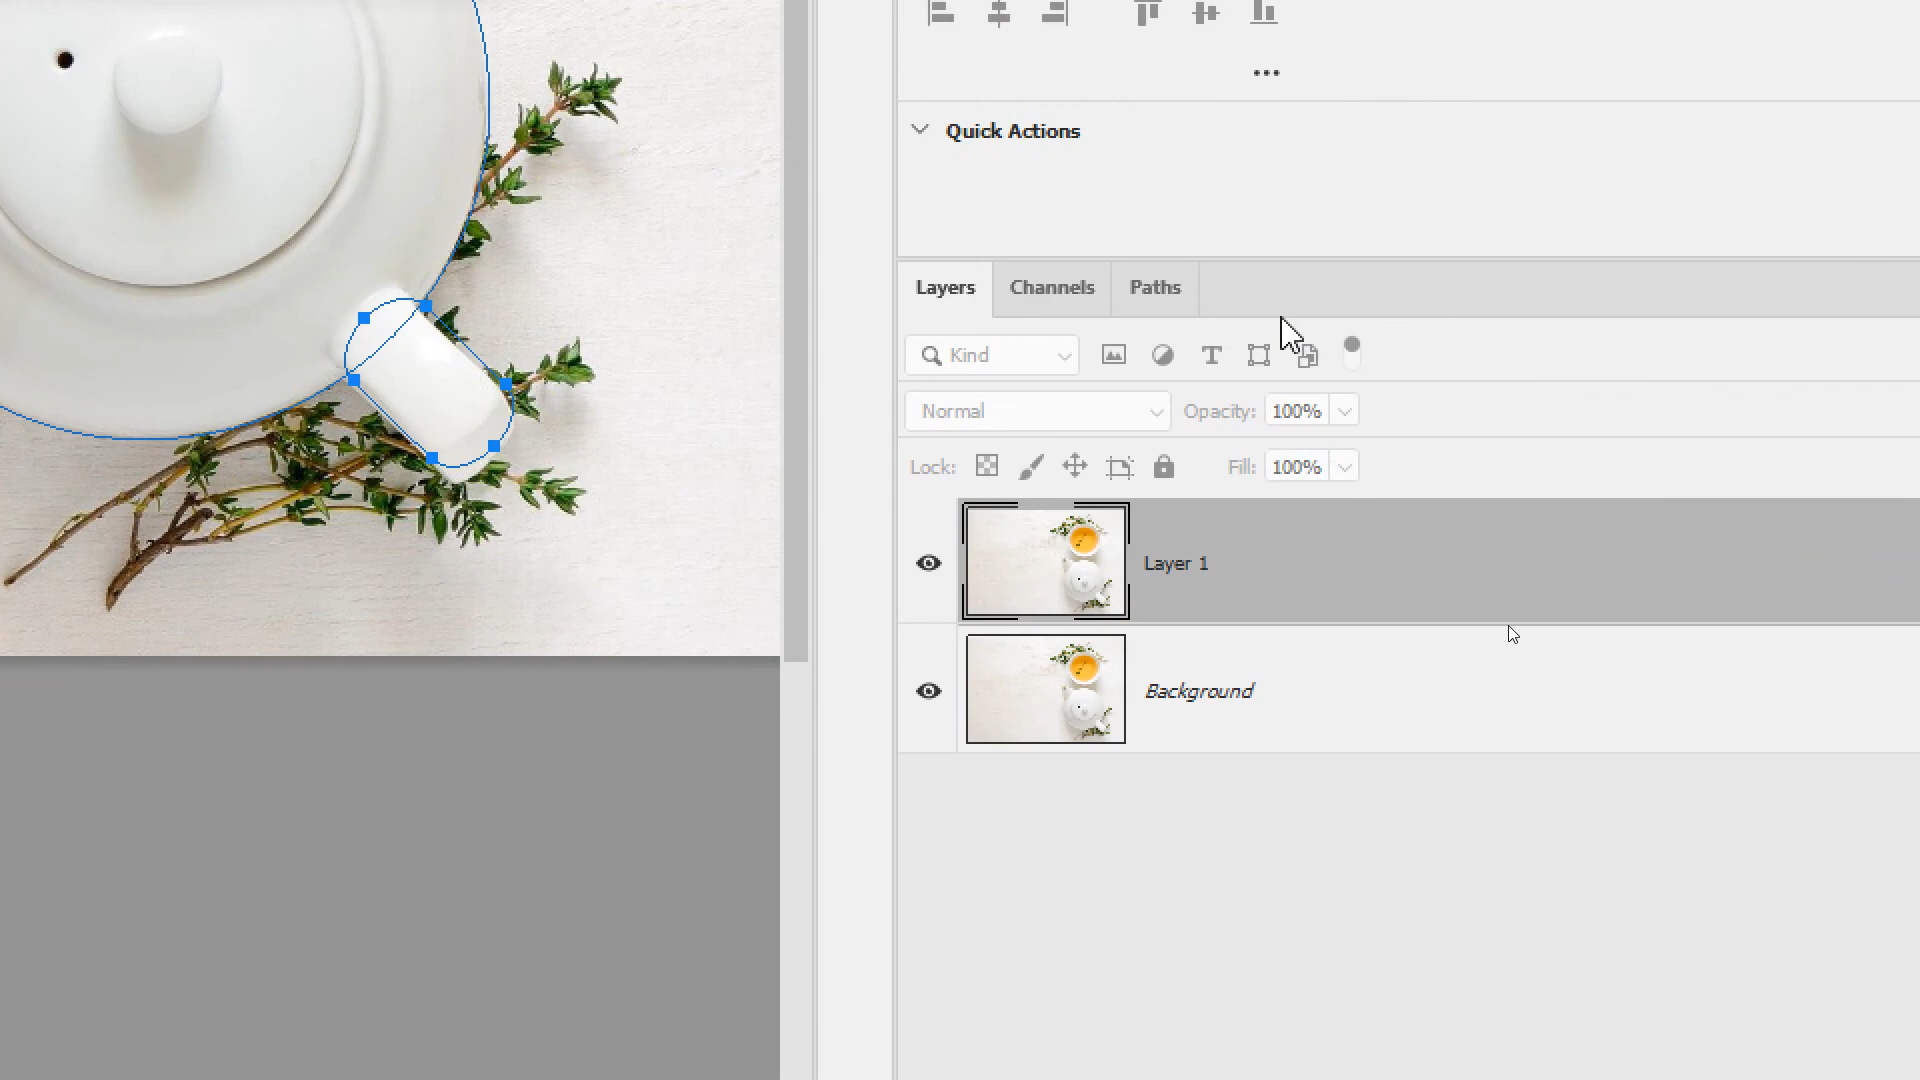 Quick Actions
Layers Channels Paths
Kind
Normal Opacity: 100%
Lock: Fill: 100%
Layer 1
Background